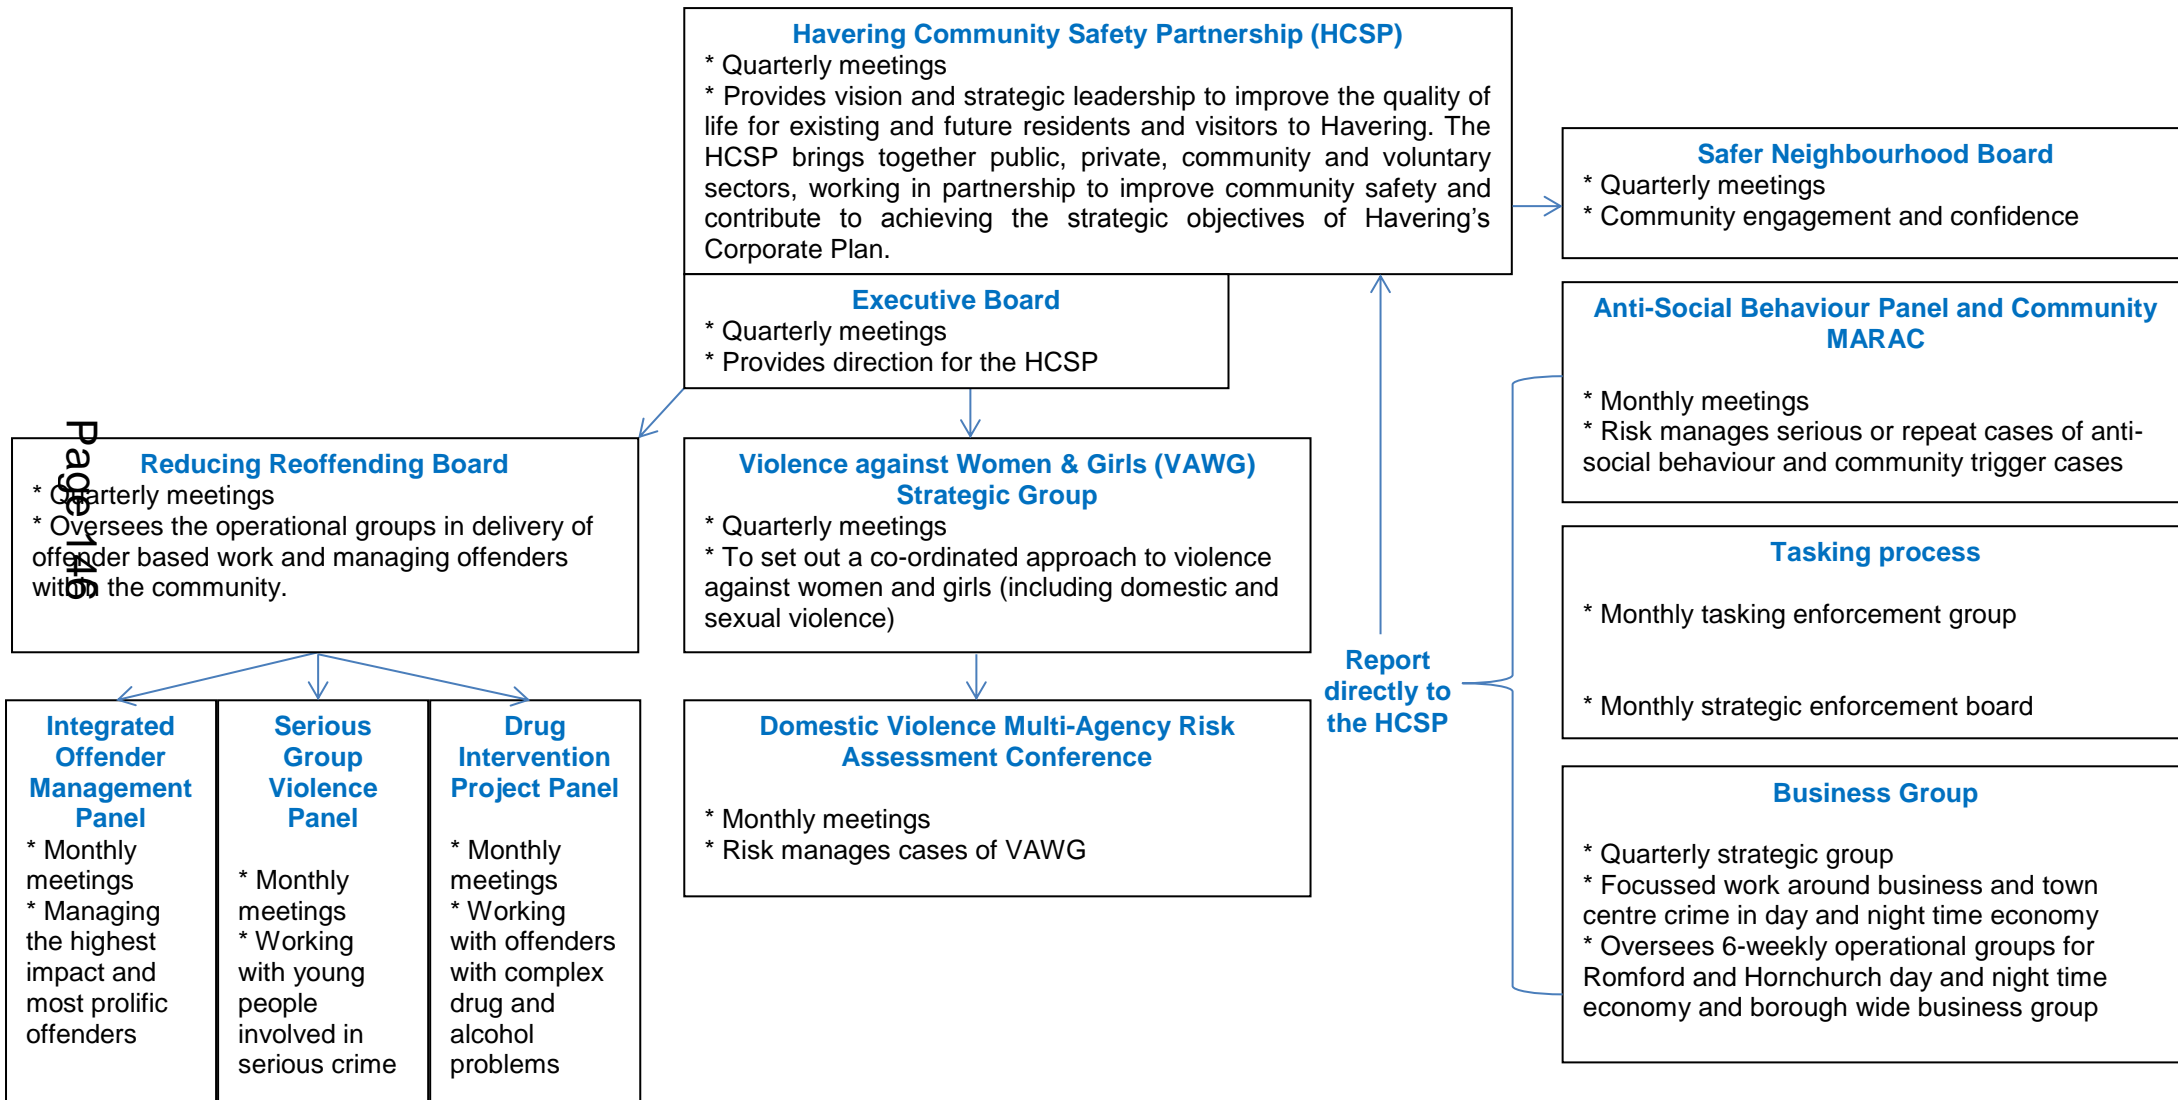 Havering Community Safety Partnership (HCSP)
* Quarterly meetings
* Provides vision and strategic leadership to improve the quality of
life for existing and future residents and visitors to Havering. The
HCSP brings together public, private, community and voluntary
sectors, working in partnership to improve community safety and
contribute to achieving the strategic objectives of Havering’s
Corporate Plan.
Safer Neighbourhood Board
* Quarterly meetings
* Community engagement and confidence
Executive Board
* Quarterly meetings
* Provides direction for the HCSP
Anti-Social Behaviour Panel and Community
MARAC
* Monthly meetings
* Risk manages serious or repeat cases of anti-
social behaviour and community trigger cases
Page 146
Reducing Reoffending Board
* Quarterly meetings
* Oversees the operational groups in delivery of
offender based work and managing offenders
within the community.
Violence against Women & Girls (VAWG)
Strategic Group
* Quarterly meetings
* To set out a co-ordinated approach to violence
against women and girls (including domestic and
sexual violence)
Tasking process
* Monthly tasking enforcement group
* Monthly strategic enforcement board
Report
directly to
the HCSP
Integrated
Offender
Management
Panel
* Monthly
meetings
* Managing
the highest
impact and
most prolific
offenders
Serious
Group
Violence
Panel
* Monthly
meetings
* Working
with young
people
involved in
serious crime
Drug
Intervention
Project Panel
* Monthly
meetings
* Working
with offenders
with complex
drug and
alcohol
problems
Domestic Violence Multi-Agency Risk
Assessment Conference
* Monthly meetings
* Risk manages cases of VAWG
Business Group
* Quarterly strategic group
* Focussed work around business and town
centre crime in day and night time economy
* Oversees 6-weekly operational groups for
Romford and Hornchurch day and night time
economy and borough wide business group